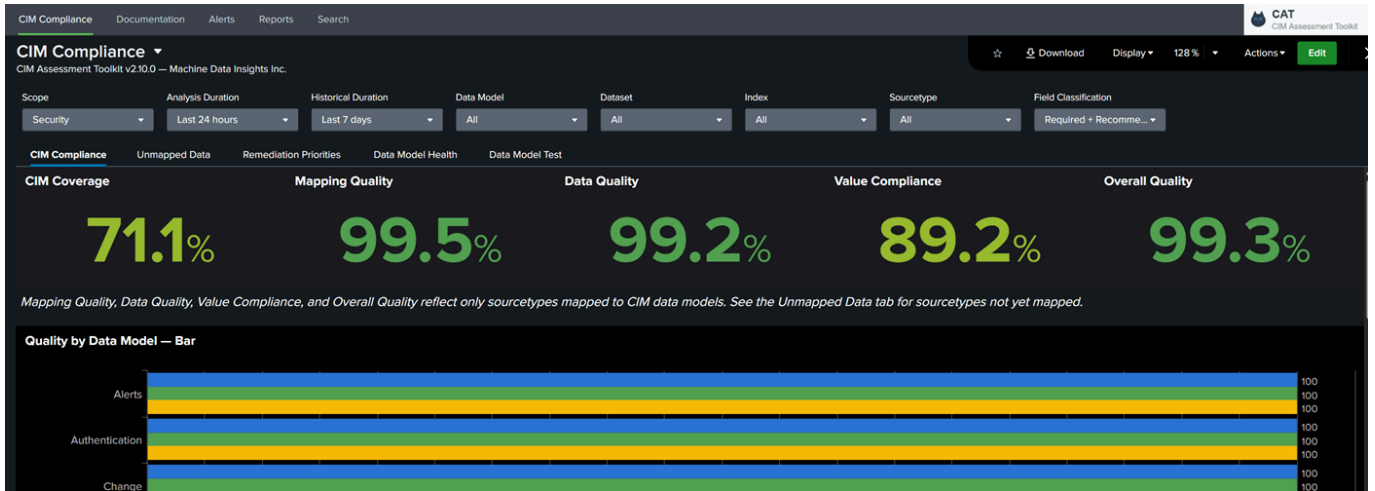 CIM Compliance Documentation Alerts Reports Search
CAT
CIM Assessment Toolkit
CIM Compliance
CIM Assessment Toolkit v2.10.0 — Machine Data Insights Inc.
Download Display 128 % Actions Edit
Scope Analysis Duration Historical Duration Data Model Dataset Index Sourcetype Field Classification
Security Last 24 hours Last 7 days All All All All Required + Recomme...
CIM Compliance Unmapped Data Remediation Priorities Data Model Health Data Model Test
CIM Coverage Mapping Quality Data Quality Value Compliance Overall Quality
71.1% 99.5% 99.2% 89.2% 99.3%
Mapping Quality, Data Quality, Value Compliance, and Overall Quality reflect only sourcetypes mapped to CIM data models. See the Unmapped Data tab for sourcetypes not yet mapped.
Quality by Data Model — Bar
100
Alerts 100
100
100
Authentication 100
100
100
Change 100